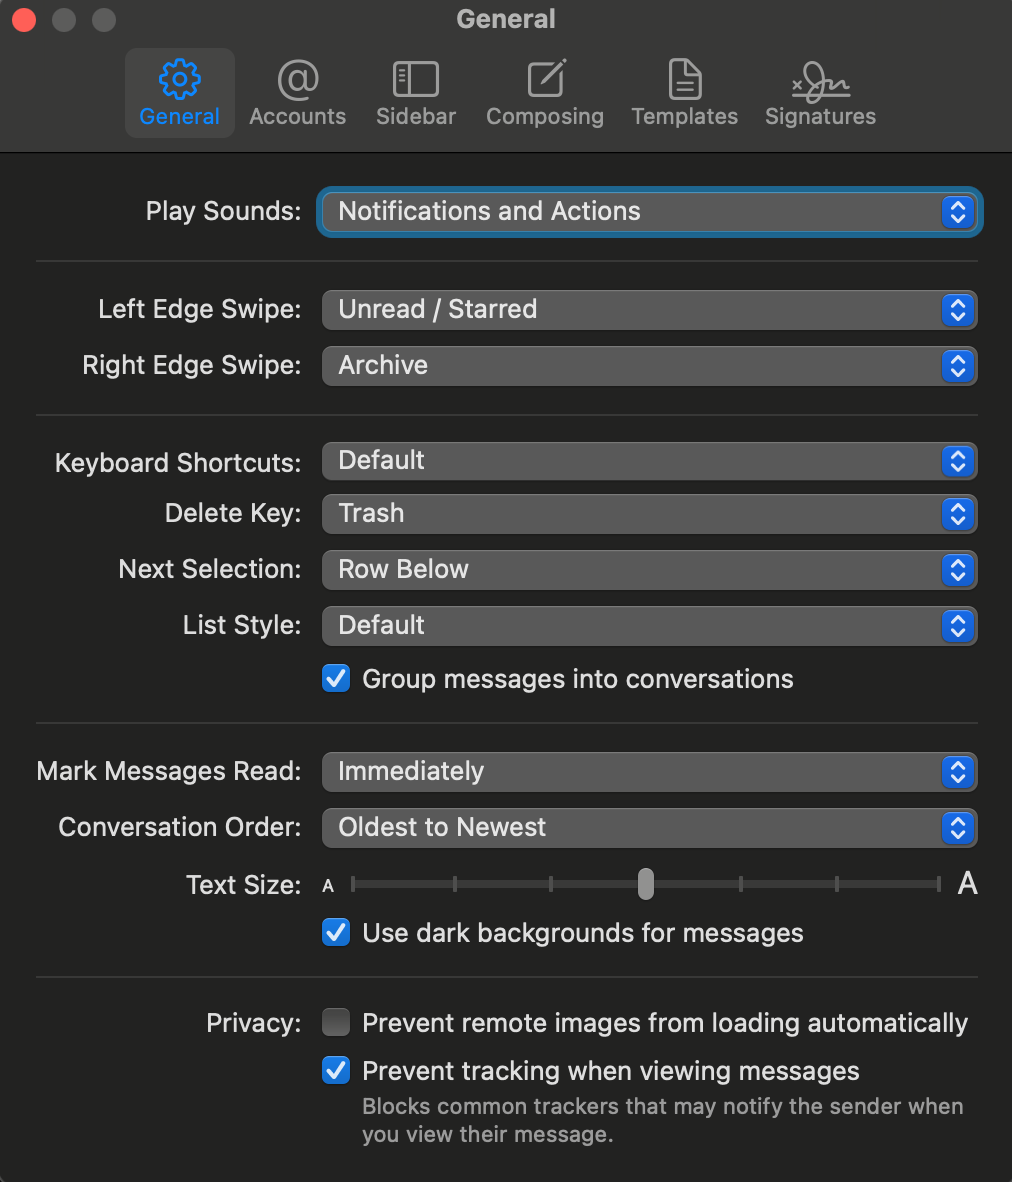 General
General
Accounts
Sidebar
Composing
Templates
Signatures
Play Sounds: Notifications and Actions
Left Edge Swipe: Unread / Starred
Right Edge Swipe: Archive
Keyboard Shortcuts: Default
Delete Key: Trash
Next Selection: Row Below
List Style: Default
Group messages into conversations
Mark Messages Read: Immediately
Conversation Order: Oldest to Newest
Text Size: A A
Use dark backgrounds for messages
Privacy: Prevent remote images from loading automatically
Prevent tracking when viewing messages
Blocks common trackers that may notify the sender when
you view their message.